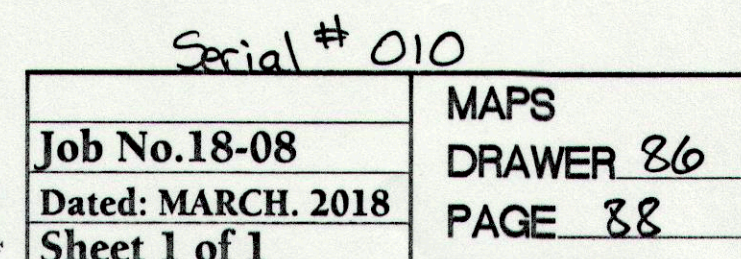 Serial # 010
Job No.18-08
Dated: MARCH. 2018
Sheet 1 of 1
MAPS
DRAWER 86
PAGE 88